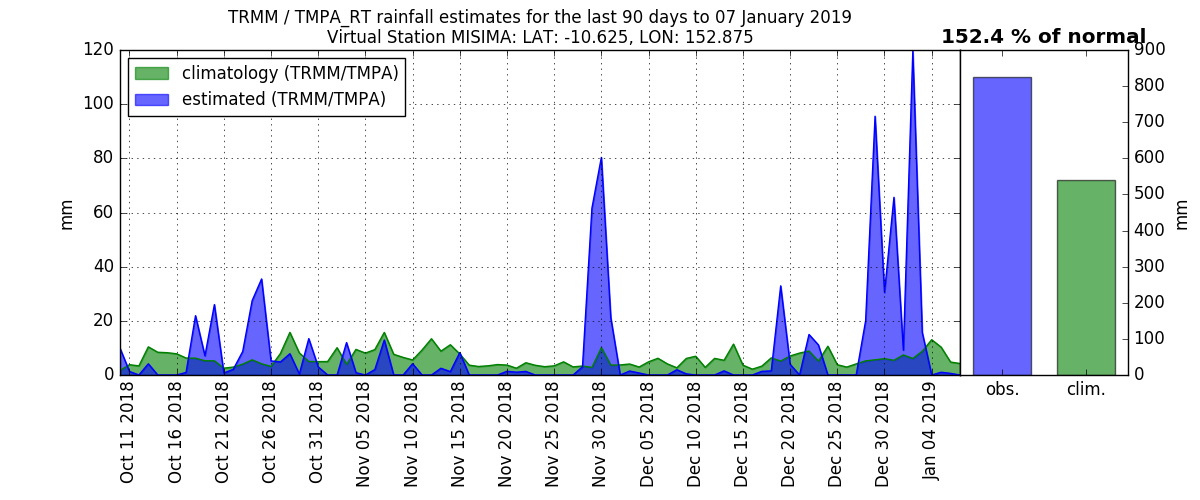 TRMM / TMPA_RT rainfall estimates for the last 90 days to 07 January 2019
Virtual Station MISIMA: LAT: -10.625, LON: 152.875
152.4 % of normal
climatology (TRMM/TMPA)
estimated (TRMM/TMPA)
mm
120
100
80
60
40
20
0
900
800
700
600
500
400
300
200
100
0
mm
Oct 11 2018
Oct 16 2018
Oct 21 2018
Oct 26 2018
Oct 31 2018
Nov 05 2018
Nov 10 2018
Nov 15 2018
Nov 20 2018
Nov 25 2018
Nov 30 2018
Dec 05 2018
Dec 10 2018
Dec 15 2018
Dec 20 2018
Dec 25 2018
Dec 30 2018
Jan 04 2019
obs.
clim.